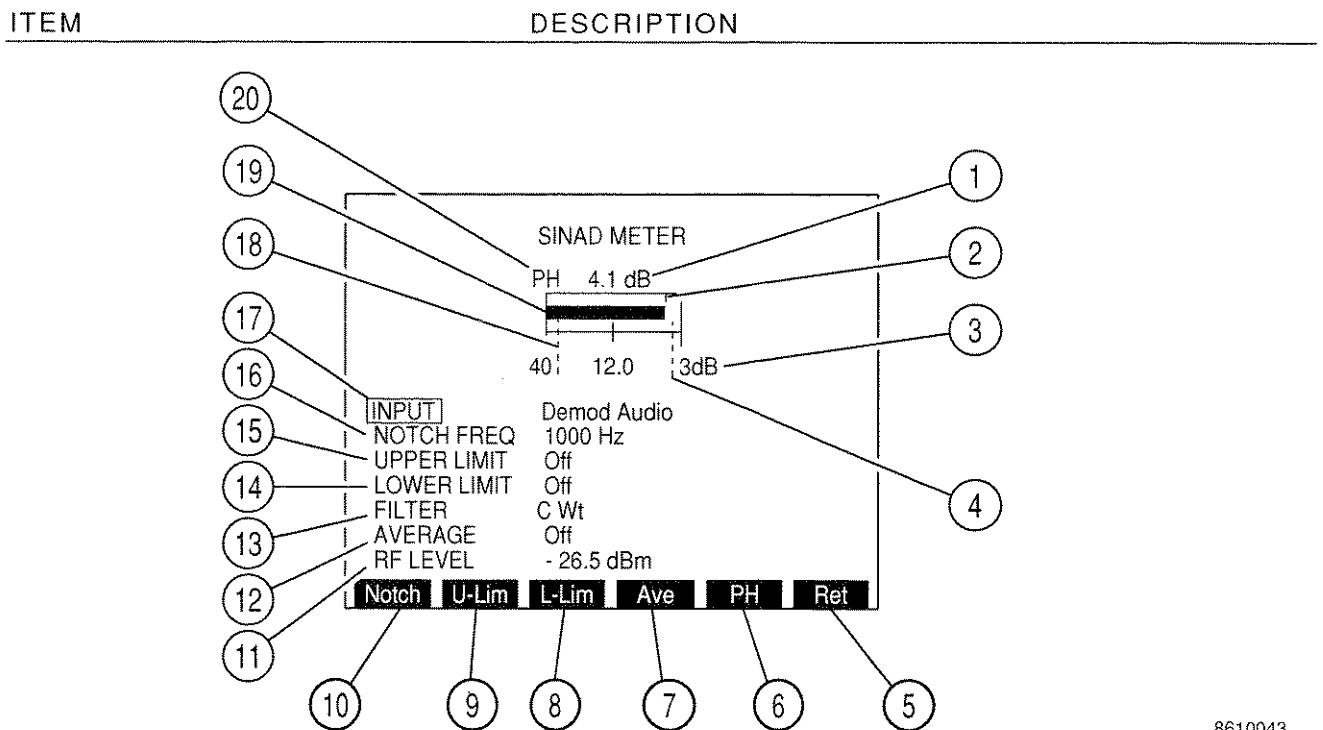 ITEM DESCRIPTION
20
19
1
18
SINAD METER
2
PH 4.1 dB
17
3
40 12.0 3dB
16
INPUT Demod Audio
15
NOTCH FREQ 1000 Hz
UPPER LIMIT Off
14
LOWER LIMIT Off
4
FILTER C Wt
13
AVERAGE Off
RF LEVEL - 26.5 dBm
12
Notch U-Lim L-Lim Ave PH Ret
11
10 9 8 7 6 5
8610043